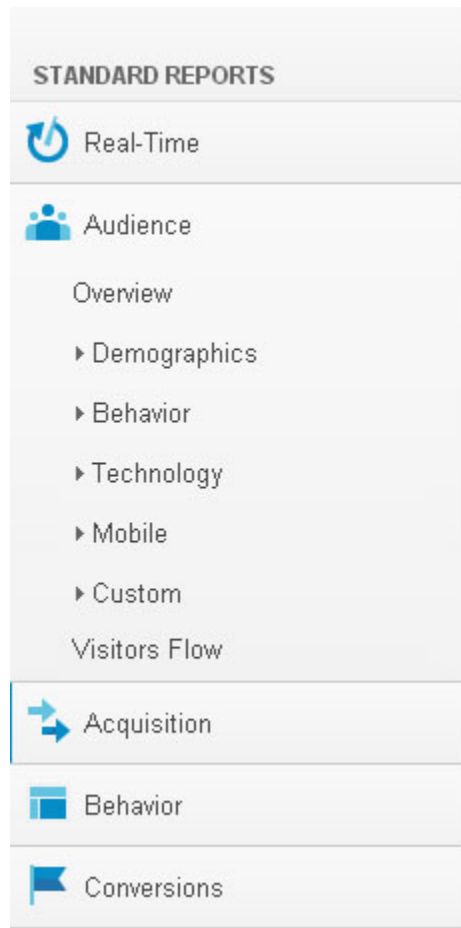 STANDARD REPORTS
Real-Time
Audience
Overview
Demographics
Behavior
Technology
Mobile
Custom
Visitors Flow
Acquisition
Behavior
Conversions